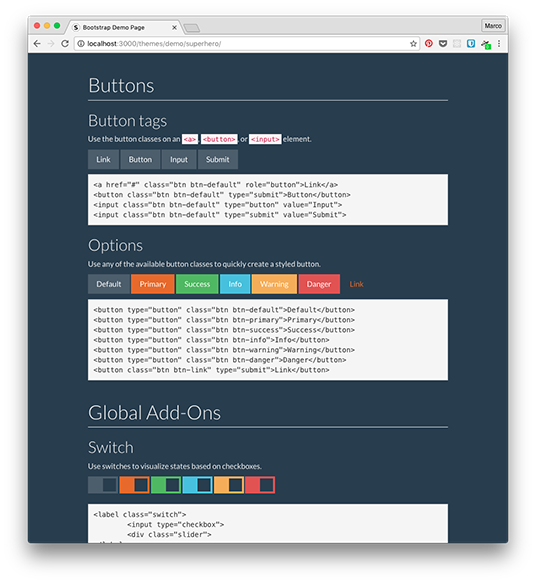 Bootstrap Demo Page
Marco
localhost:3000/themes/demo/superhero/
Buttons
Button tags
Use the button classes on an <a>, <button>, or <input> element.
Link Button Input Submit
<a href="#" class="btn btn-default" role="button">Link</a>
<button class="btn btn-default" type="submit">Button</button>
<input class="btn btn-default" type="button" value="Input">
<input class="btn btn-default" type="submit" value="Submit">
Options
Use any of the available button classes to quickly create a styled button.
Default Primary Success Info Warning Danger Link
<button type="button" class="btn btn-default">Default</button>
<button type="button" class="btn btn-primary">Primary</button>
<button type="button" class="btn btn-success">Success</button>
<button type="button" class="btn btn-info">Info</button>
<button type="button" class="btn btn-warning">Warning</button>
<button type="button" class="btn btn-danger">Danger</button>
<button class="btn btn-link" type="submit">Link</button>
Global Add-Ons
Switch
Use switches to visualize states based on checkboxes.
<label class="switch">
<input type="checkbox">
<div class="slider">